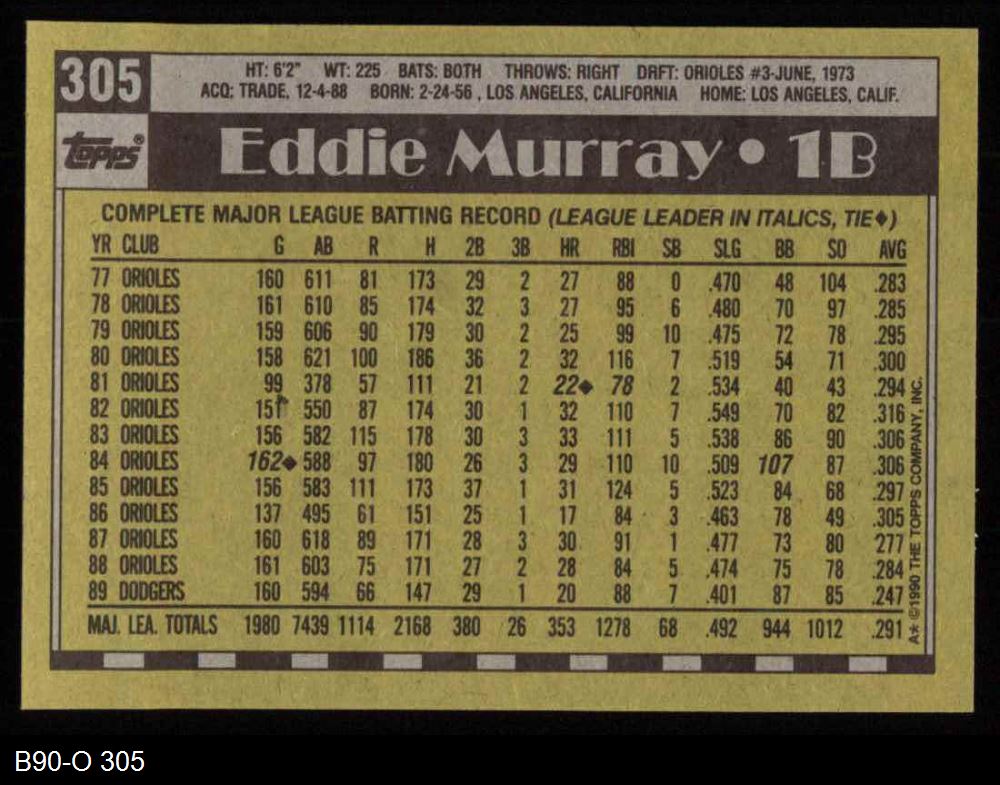 305
HT: 6'2" WT: 225 BATS: BOTH THROWS: RIGHT DRFT: ORIOLES #3-JUNE, 1973
ACQ: TRADE, 12-4-88 BORN: 2-24-56 , LOS ANGELES, CALIFORNIA HOME: LOS ANGELES, CALIF.
topps® Eddie Murray • 1B
COMPLETE MAJOR LEAGUE BATTING RECORD (LEAGUE LEADER IN ITALICS, TIE♦)
YR CLUB G AB R H 2B 3B HR RBI SB SLG BB SO AVG
77 ORIOLES 160 611 81 173 29 2 27 88 0 .470 48 104 .283
78 ORIOLES 161 610 85 174 32 3 27 95 6 .480 70 97 .285
79 ORIOLES 159 606 90 179 30 2 25 99 10 .475 72 78 .295
80 ORIOLES 158 621 100 186 36 2 32 116 7 .519 54 71 .300
81 ORIOLES 99 378 57 111 21 2 22♦ 78 2 .534 40 43 .294
82 ORIOLES 151 550 87 174 30 1 32 110 7 .549 70 82 .316
83 ORIOLES 156 582 115 178 30 3 33 111 5 .538 86 90 .306
84 ORIOLES 162♦ 588 97 180 26 3 29 110 10 .509 107 87 .306
85 ORIOLES 156 583 111 173 37 1 31 124 5 .523 84 68 .297
86 ORIOLES 137 495 61 151 25 1 17 84 3 .463 78 49 .305
87 ORIOLES 160 618 89 171 28 3 30 91 1 .477 73 80 .277
88 ORIOLES 161 603 75 171 27 2 28 84 5 .474 75 78 .284
89 DODGERS 160 594 66 147 29 1 20 88 7 .401 87 85 .247
MAJ. LEA. TOTALS 1980 7439 1114 2168 380 26 353 1278 68 .492 944 1012 .291
A* ©1990 THE TOPPS COMPANY, INC.
B90-O 305